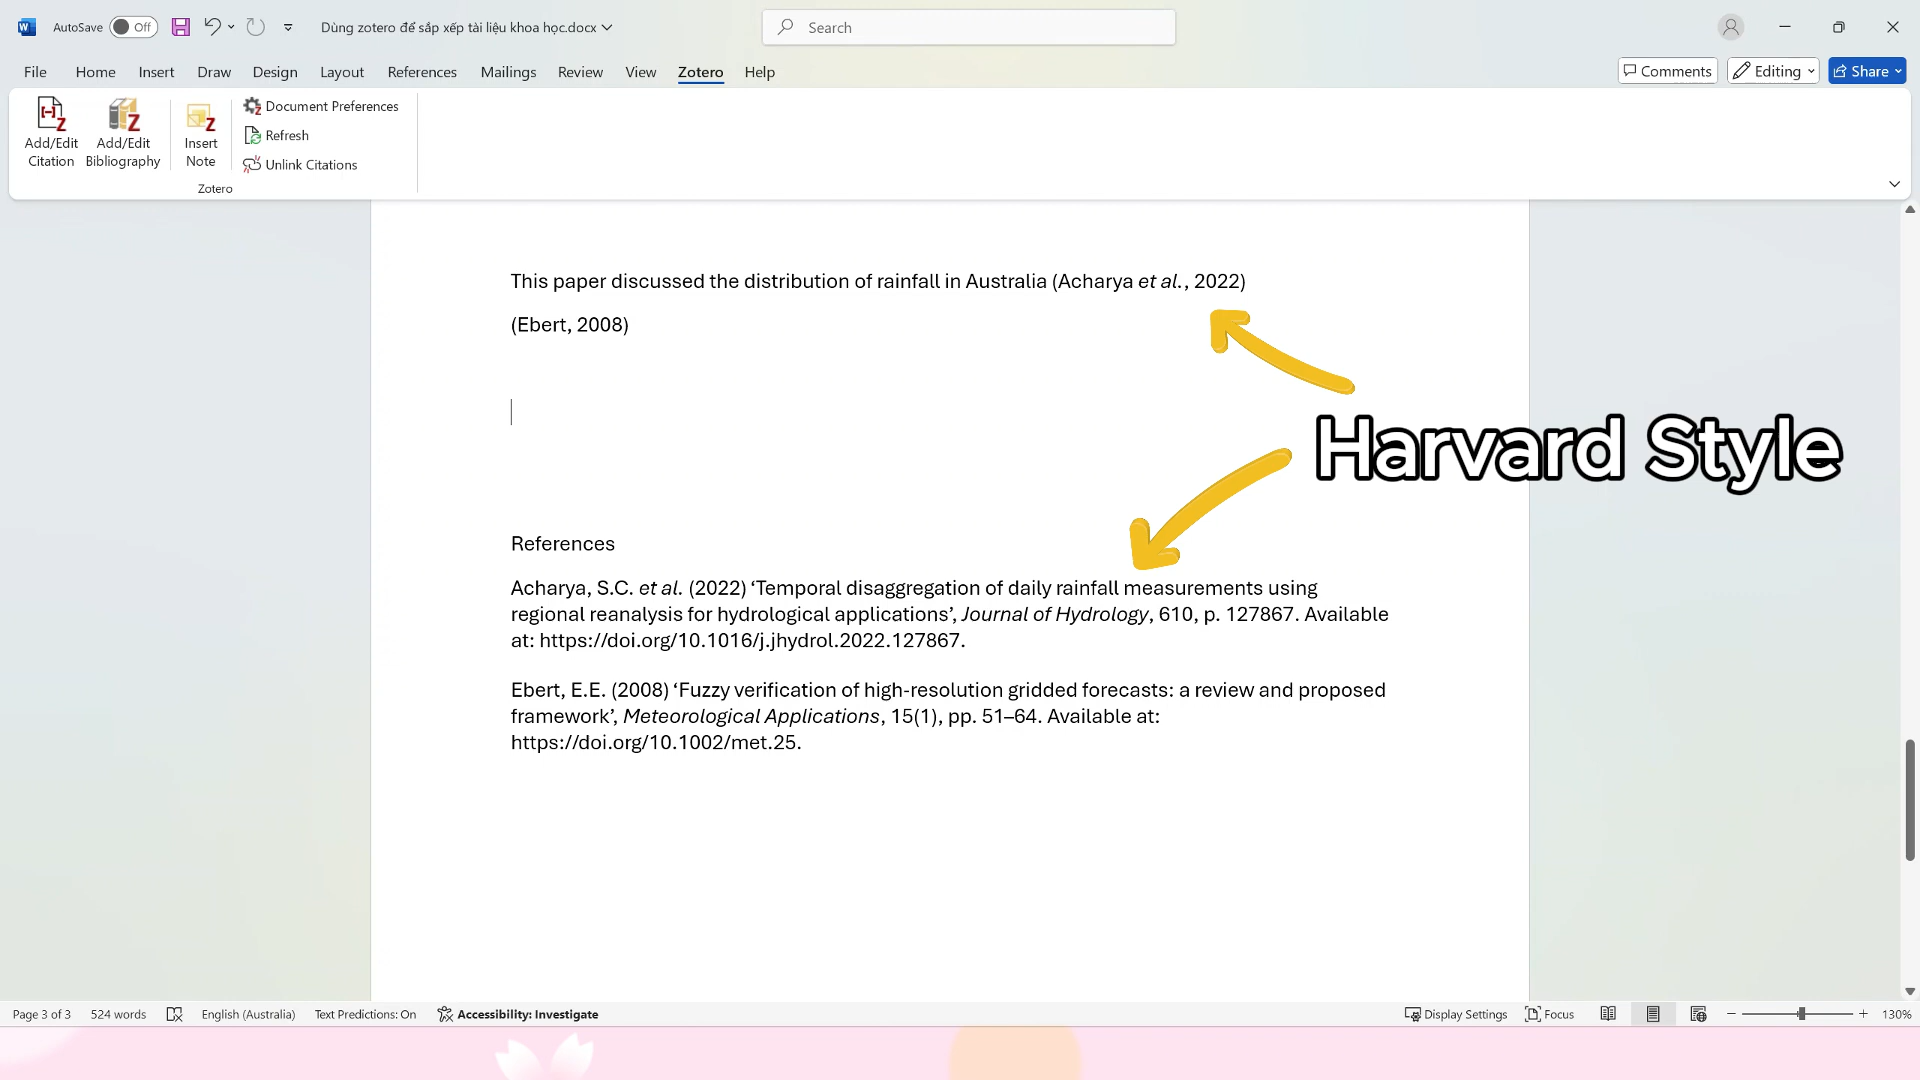 AutoSave Off Dùng zotero để sắp xếp tài liệu khoa học.docx Search
File Home Insert Draw Design Layout References Mailings Review View Zotero Help Comments Editing Share
Add/Edit Citation
Add/Edit Bibliography
Insert Note
Document Preferences
Refresh
Unlink Citations
Zotero
This paper discussed the distribution of rainfall in Australia (Acharya et al., 2022)
(Ebert, 2008)
Harvard Style
References
Acharya, S.C. et al. (2022) ‘Temporal disaggregation of daily rainfall measurements using
regional reanalysis for hydrological applications’, Journal of Hydrology, 610, p. 127867. Available
at: https://doi.org/10.1016/j.jhydrol.2022.127867.
Ebert, E.E. (2008) ‘Fuzzy verification of high-resolution gridded forecasts: a review and proposed
framework’, Meteorological Applications, 15(1), pp. 51–64. Available at:
https://doi.org/10.1002/met.25.
Page 3 of 3 524 words English (Australia) Text Predictions: On Accessibility: Investigate Display Settings Focus 130%